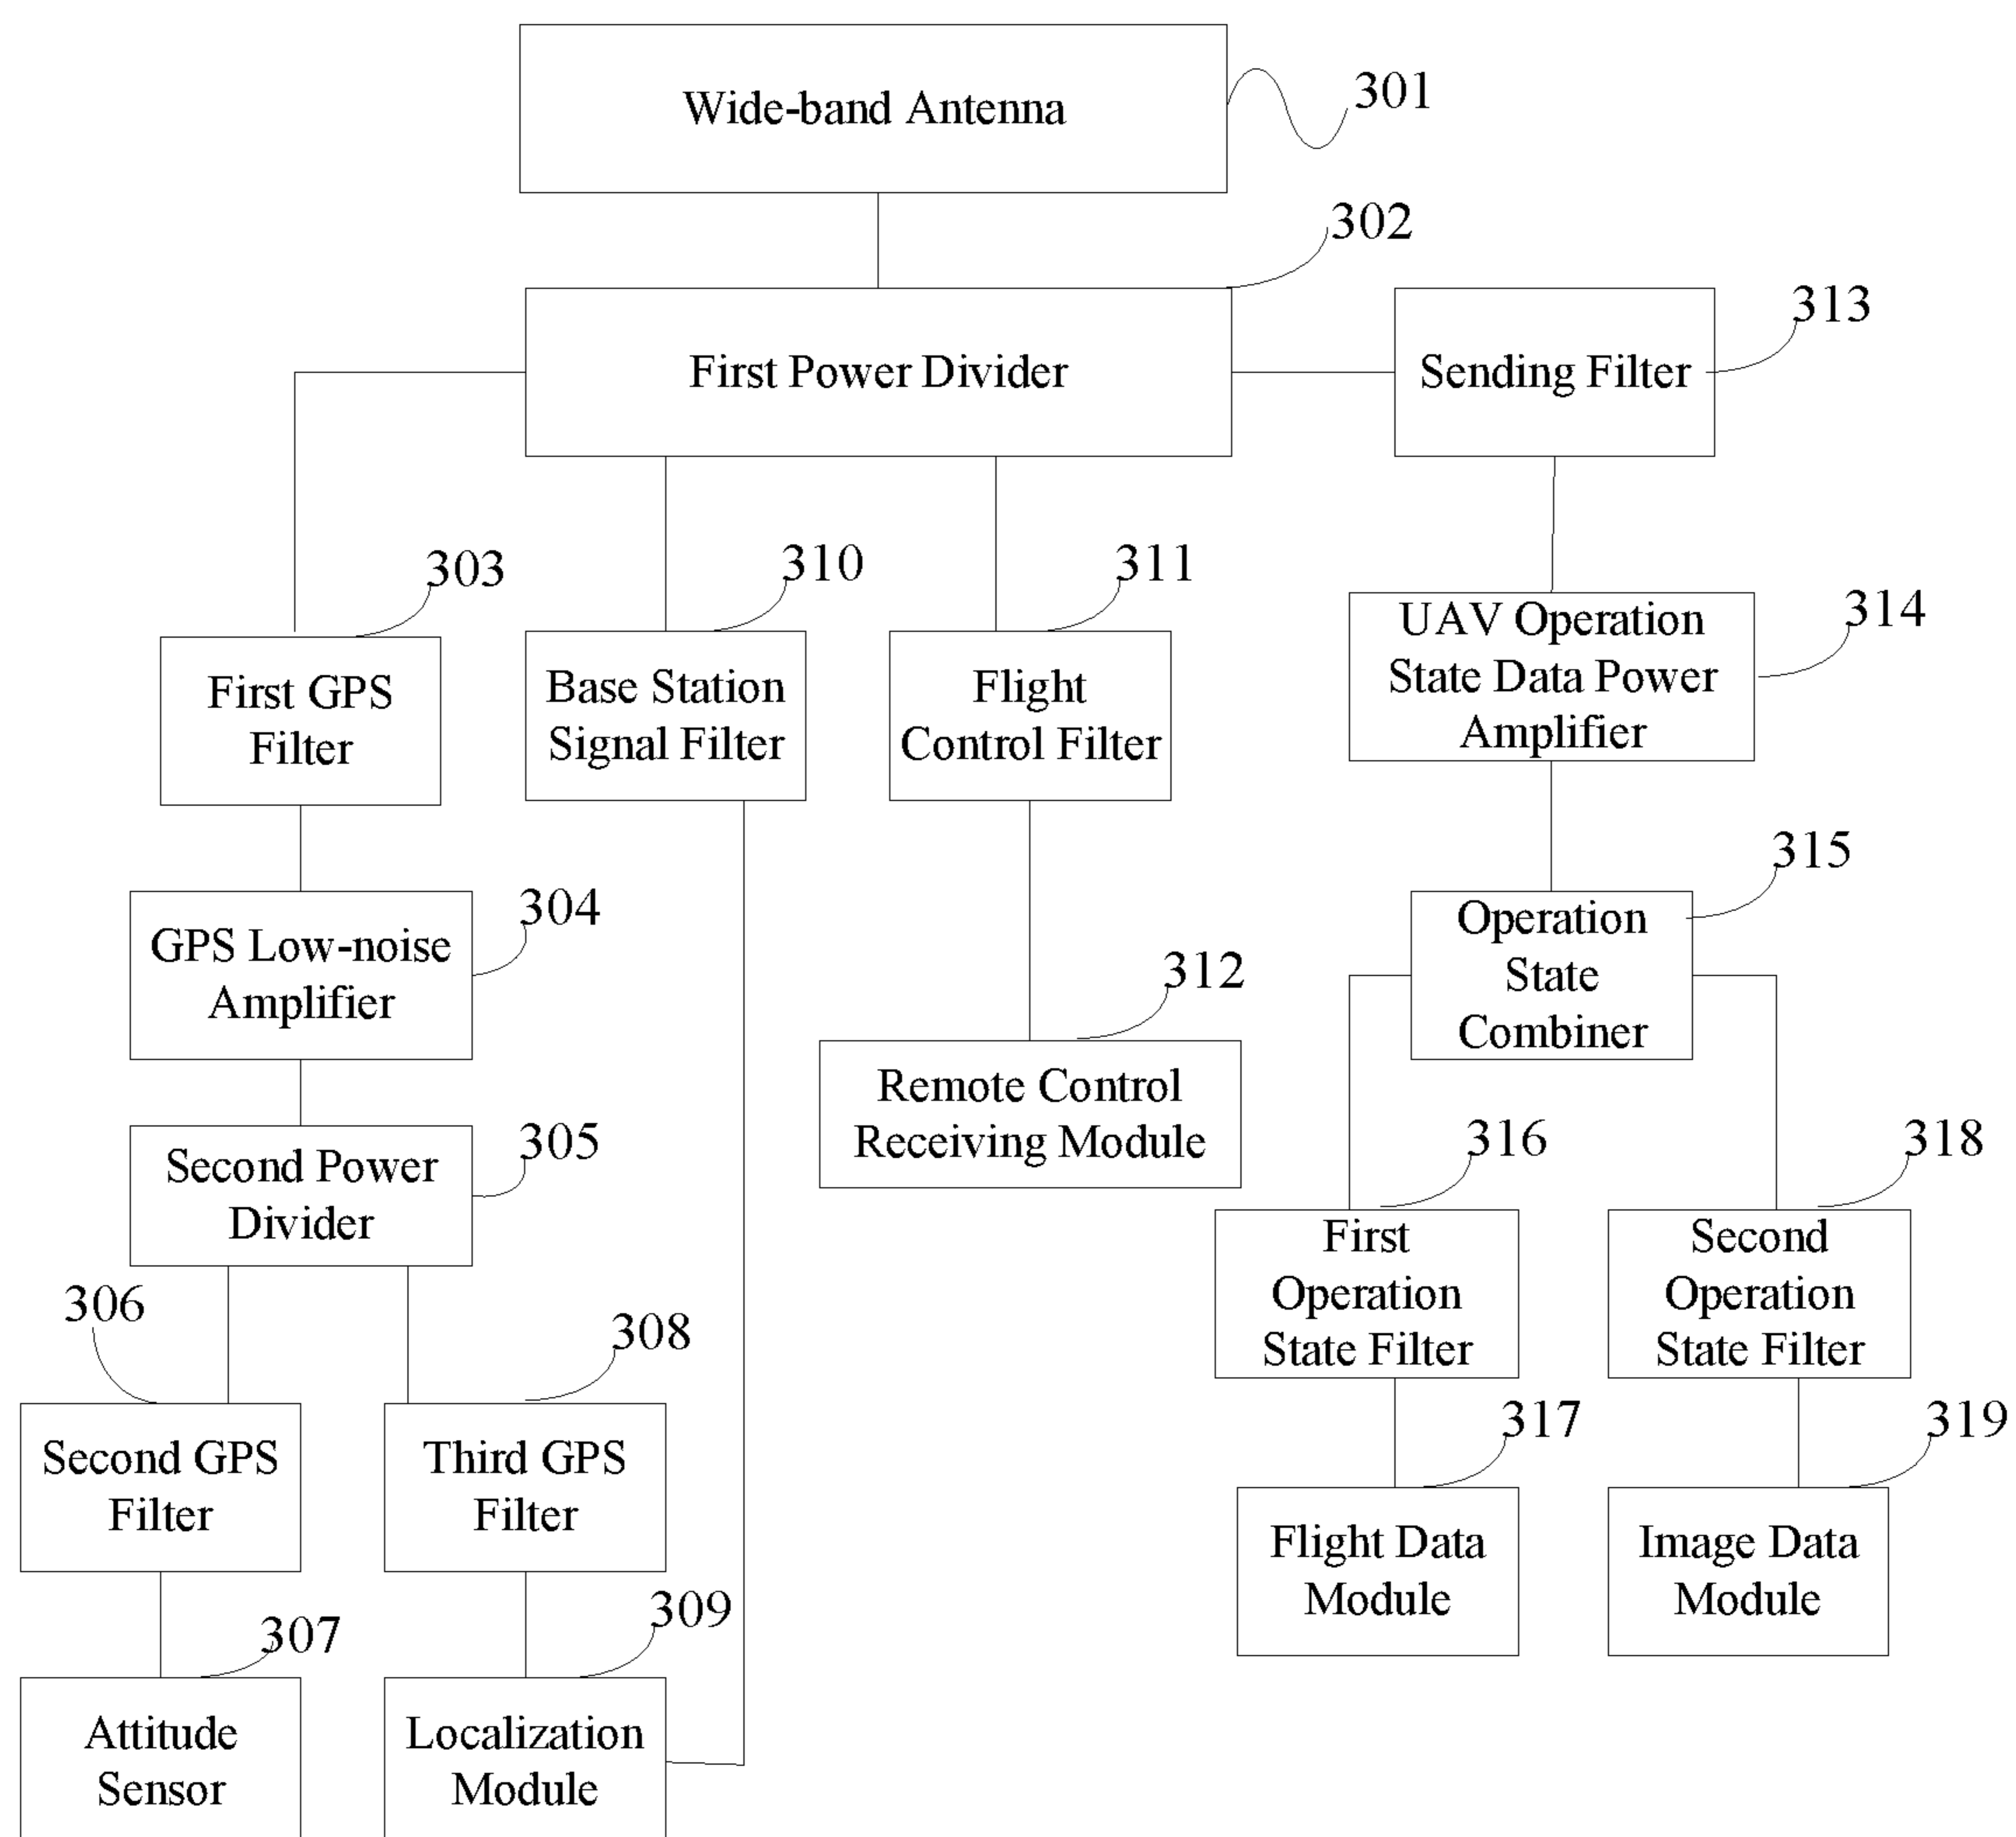 Wide-band Antenna
301
302
First Power Divider
Sending Filter
313
303
First GPS
Filter
310
Base Station
Signal Filter
311
Flight
Control Filter
UAV Operation
State Data Power
Amplifier
314
GPS Low-noise
Amplifier
304
312
Remote Control
Receiving Module
Operation
State
Combiner
315
Second Power
Divider
305
316
First
Operation
State Filter
318
Second
Operation
State Filter
306
Second GPS
Filter
308
Third GPS
Filter
317
Flight Data
Module
319
Image Data
Module
307
Attitude
Sensor
309
Localization
Module